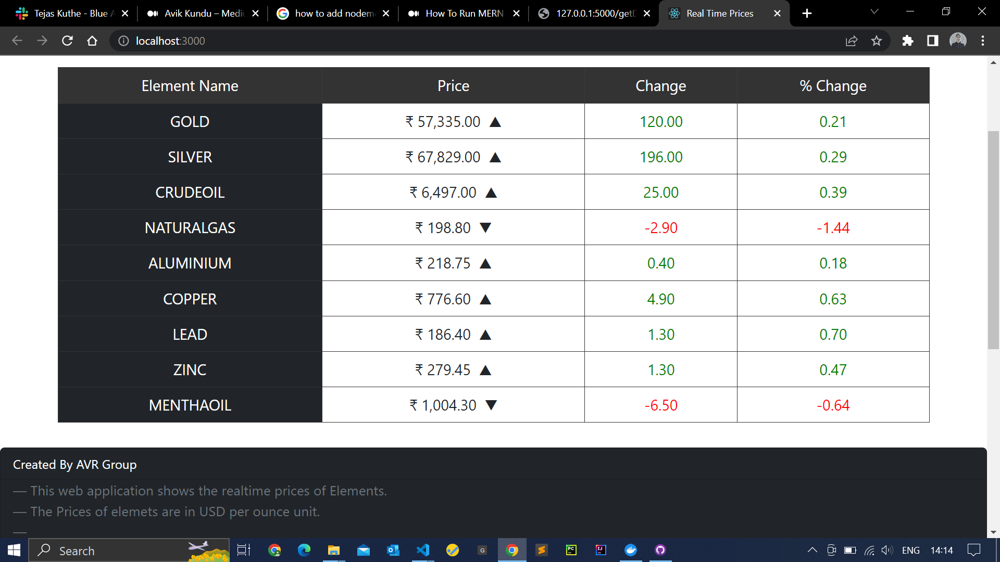 Tejas Kuthe - Blue A
Avik Kundu – Mediu
how to add nodem
How To Run MERN
127.0.0.1:5000/getD
Real Time Prices
localhost:3000
Element Name Price Change % Change
GOLD ₹ 57,335.00 ▲ 120.00 0.21
SILVER ₹ 67,829.00 ▲ 196.00 0.29
CRUDEOIL ₹ 6,497.00 ▲ 25.00 0.39
NATURALGAS ₹ 198.80 ▼ -2.90 -1.44
ALUMINIUM ₹ 218.75 ▲ 0.40 0.18
COPPER ₹ 776.60 ▲ 4.90 0.63
LEAD ₹ 186.40 ▲ 1.30 0.70
ZINC ₹ 279.45 ▲ 1.30 0.47
MENTHAOIL ₹ 1,004.30 ▼ -6.50 -0.64
Created By AVR Group
— This web application shows the realtime prices of Elements.
— The Prices of elemets are in USD per ounce unit.
—
Search
ENG 14:14